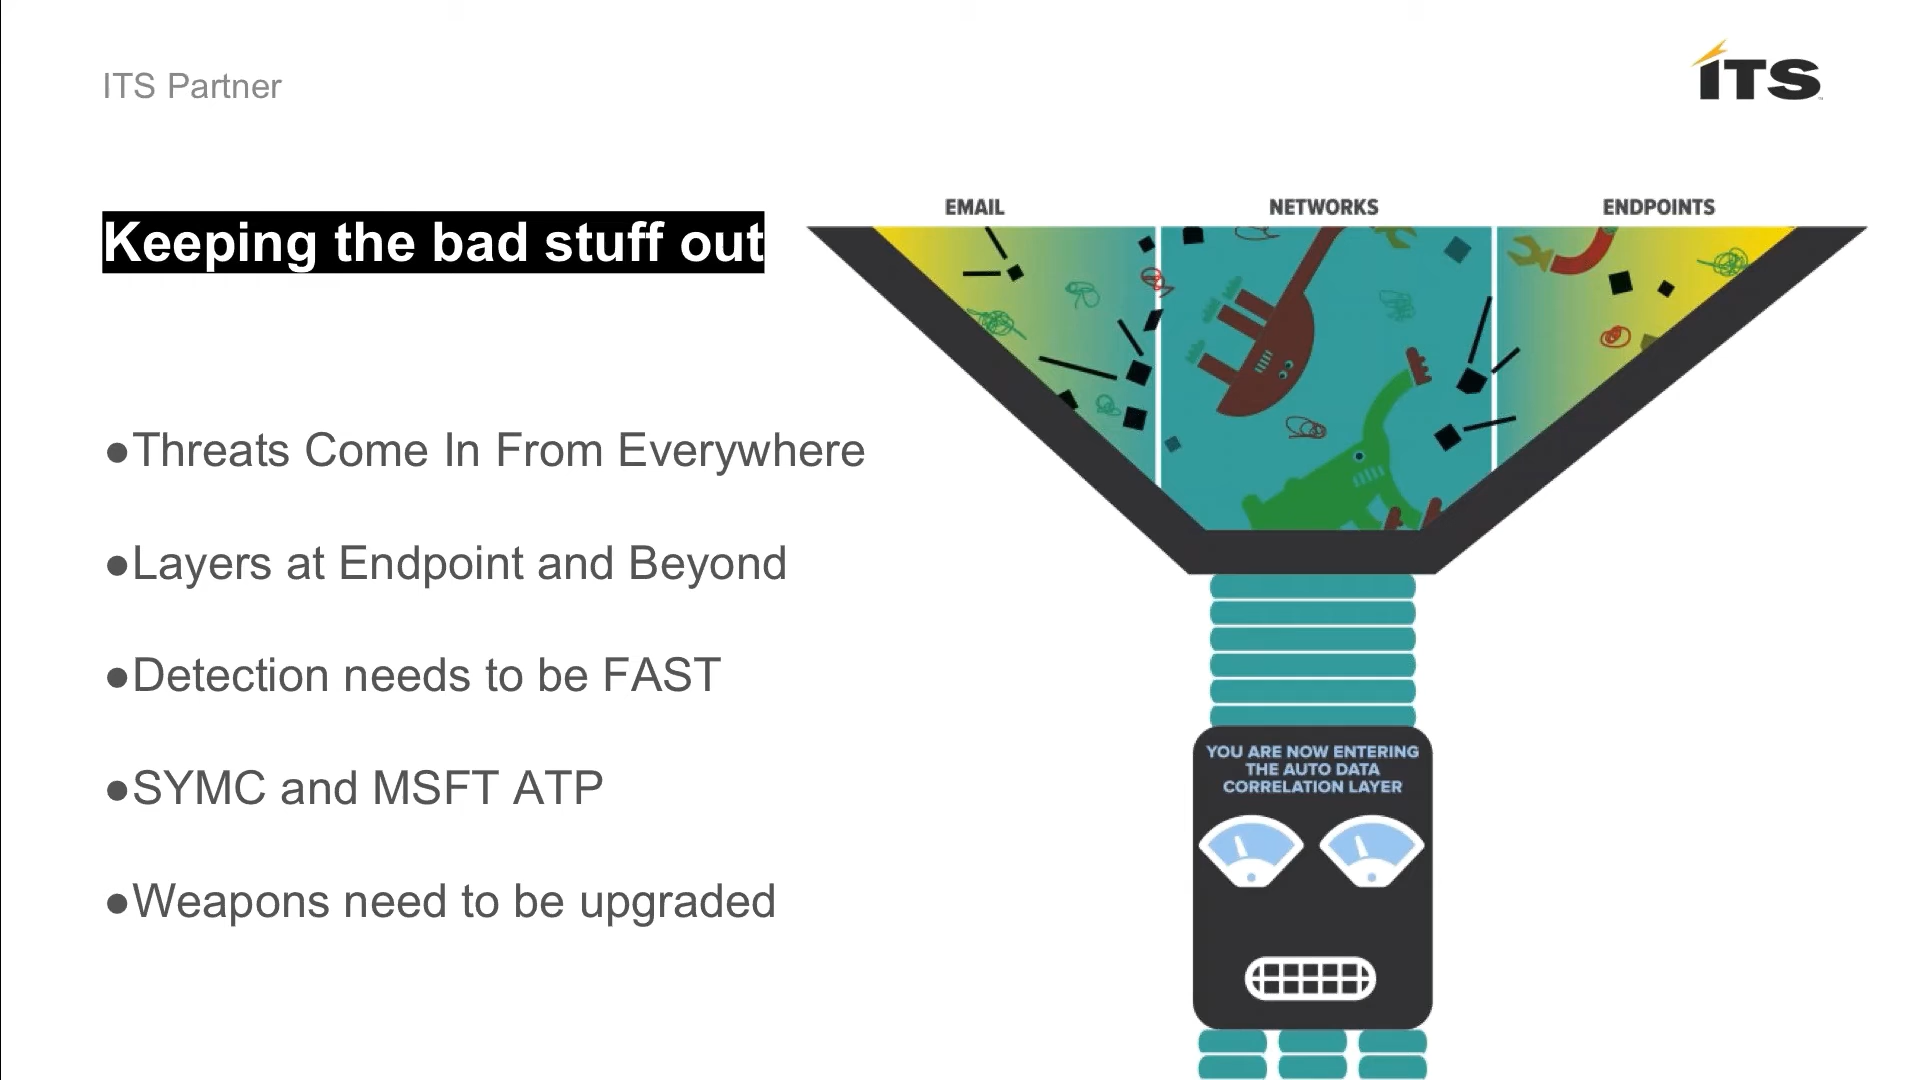 ITS Partner
ITS
Keeping the bad stuff out
EMAIL
NETWORKS
ENDPOINTS
●Threats Come In From Everywhere
●Layers at Endpoint and Beyond
●Detection needs to be FAST
●SYMC and MSFT ATP
●Weapons need to be upgraded
YOU ARE NOW ENTERING
THE AUTO DATA
CORRELATION LAYER